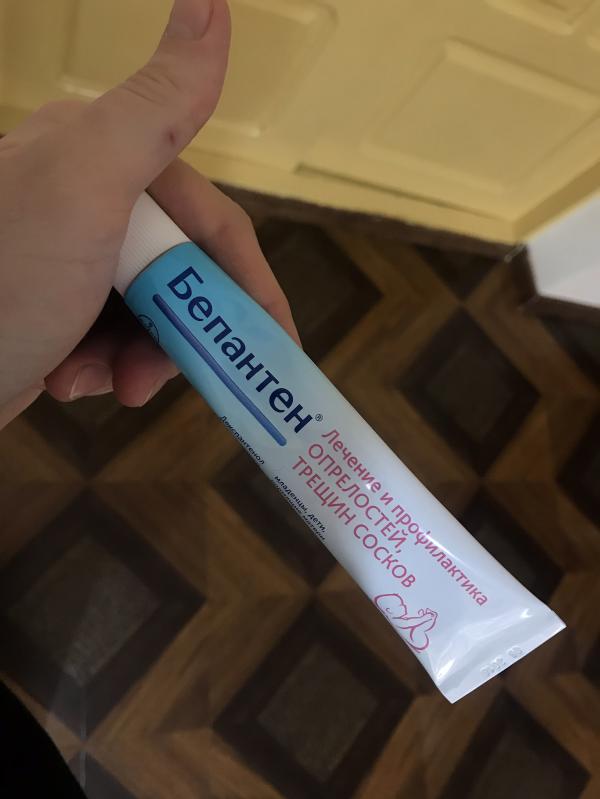 Бепантен®
Декспантенол
младенцы, дети,
Лечение и профилактика
ОПРЕЛОСТЕЙ,
ТРЕЩИН СОСКОВ